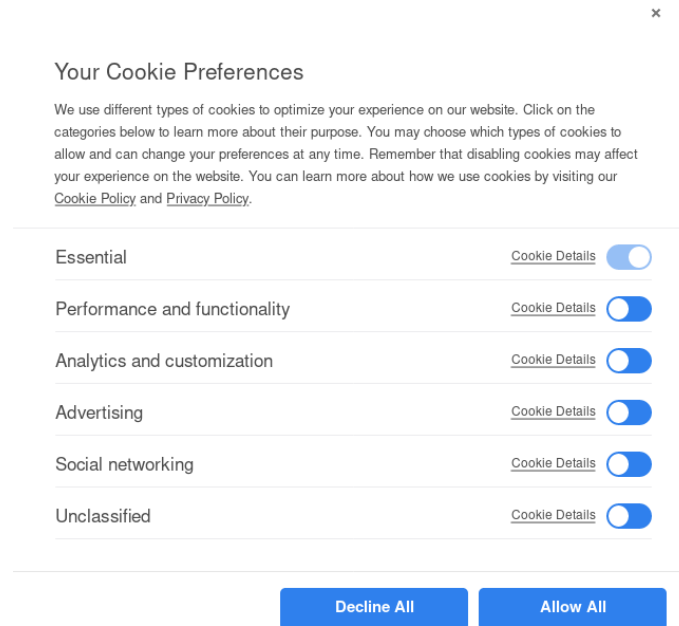 ×
Your Cookie Preferences
We use different types of cookies to optimize your experience on our website. Click on the
categories below to learn more about their purpose. You may choose which types of cookies to
allow and can change your preferences at any time. Remember that disabling cookies may affect
your experience on the website. You can learn more about how we use cookies by visiting our
Cookie Policy and Privacy Policy.
Essential Cookie Details
Performance and functionality Cookie Details
Analytics and customization Cookie Details
Advertising Cookie Details
Social networking Cookie Details
Unclassified Cookie Details
Decline All Allow All